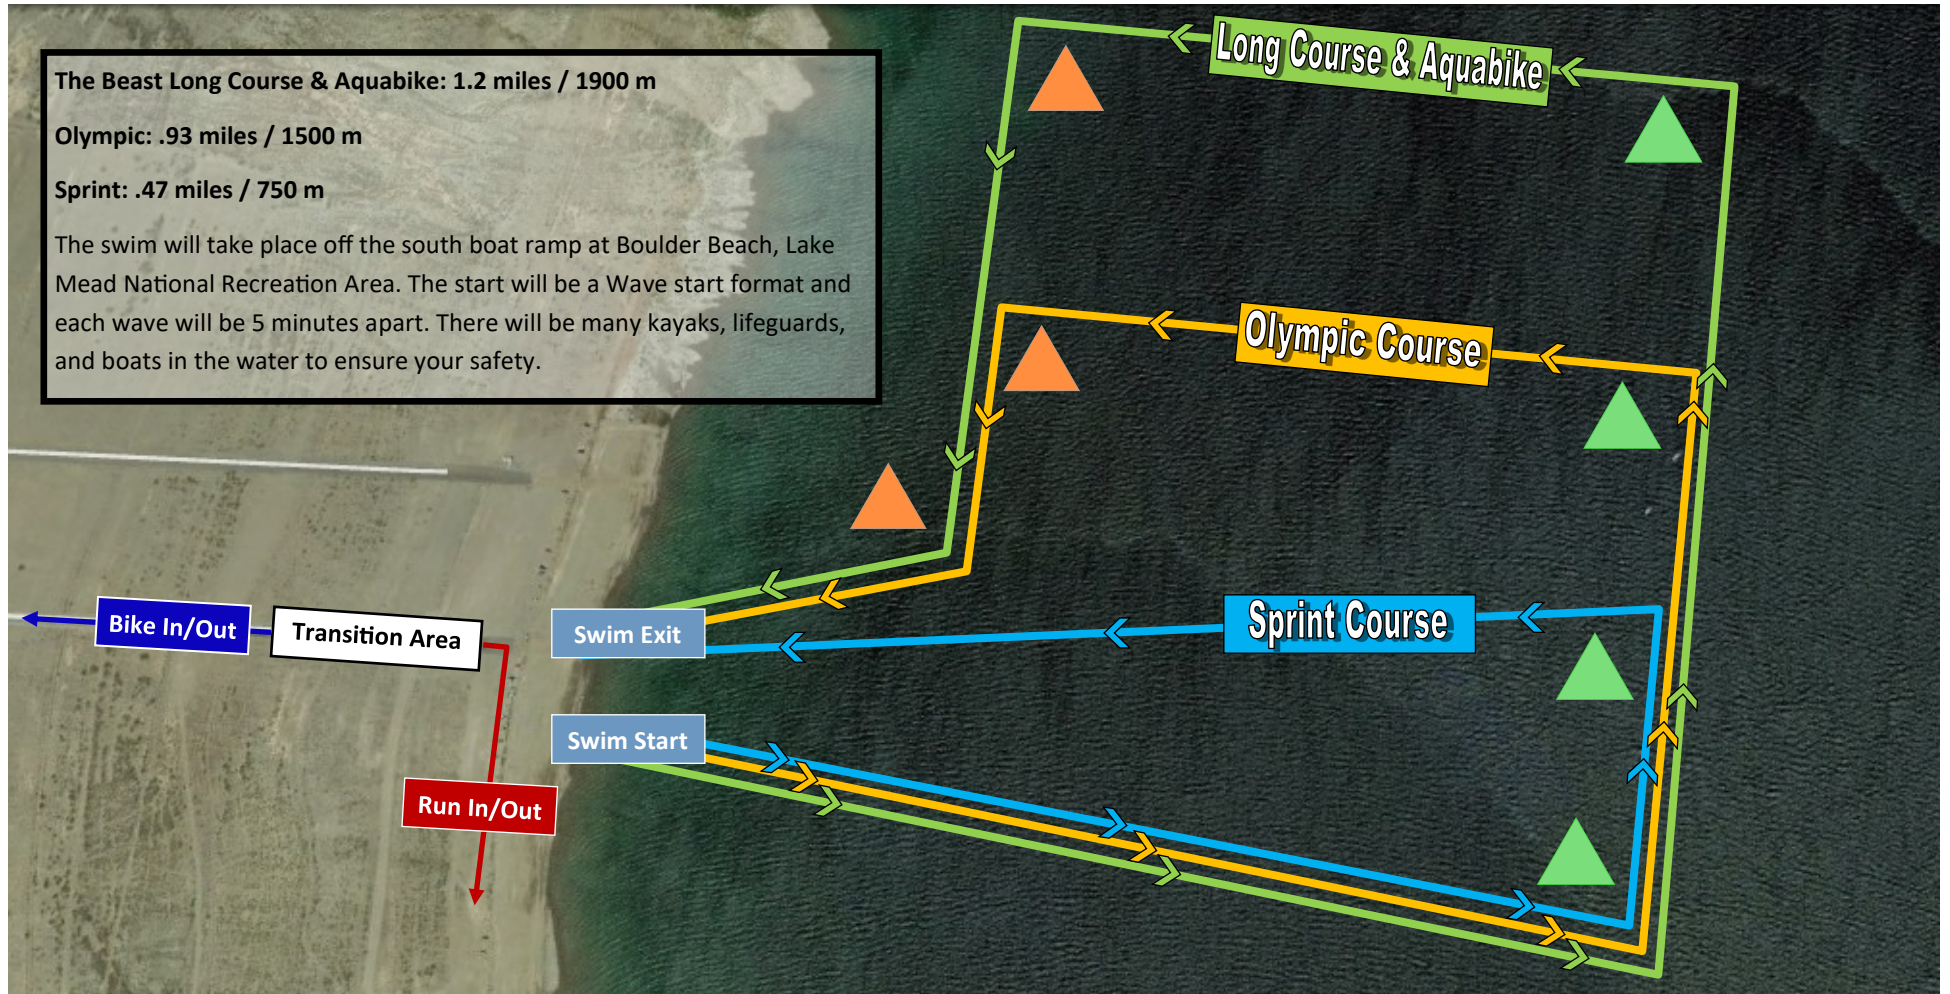 The Beast Long Course & Aquabike: 1.2 miles / 1900 m
Olympic: .93 miles / 1500 m
Sprint: .47 miles / 750 m
The swim will take place off the south boat ramp at Boulder Beach, Lake
Mead National Recreation Area. The start will be a Wave start format and
each wave will be 5 minutes apart. There will be many kayaks, lifeguards,
and boats in the water to ensure your safety.
Long Course & Aquabike
Olympic Course
Sprint Course
Swim Exit
Bike In/Out
Transition Area
Swim Start
Run In/Out